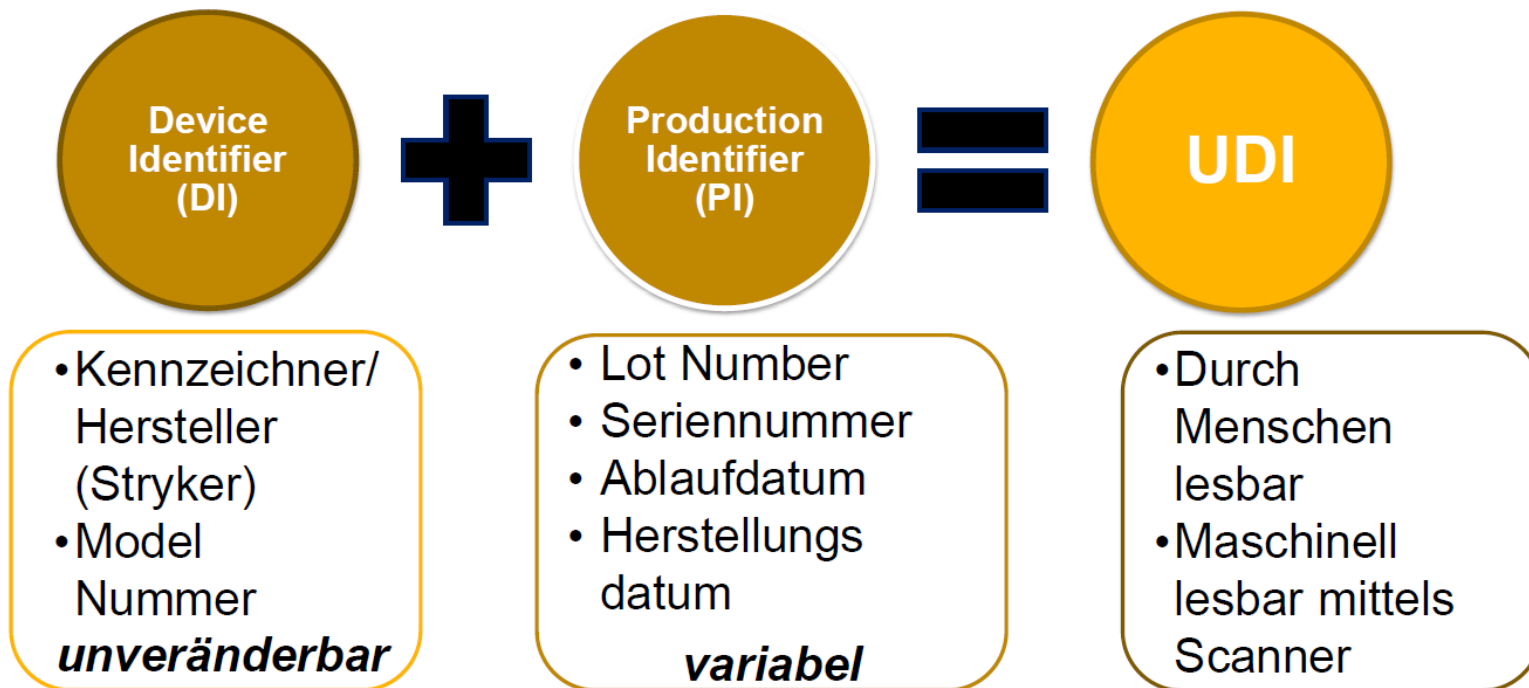 Device
Identifier
(DI)
Production
Identifier
(PI)
UDI
•Kennzeichner/
Hersteller
(Stryker)
•Model
Nummer
unveränderbar
• Lot Number
• Seriennummer
• Ablaufdatum
• Herstellungs
datum
variabel
•Durch
Menschen
lesbar
•Maschinell
lesbar mittels
Scanner